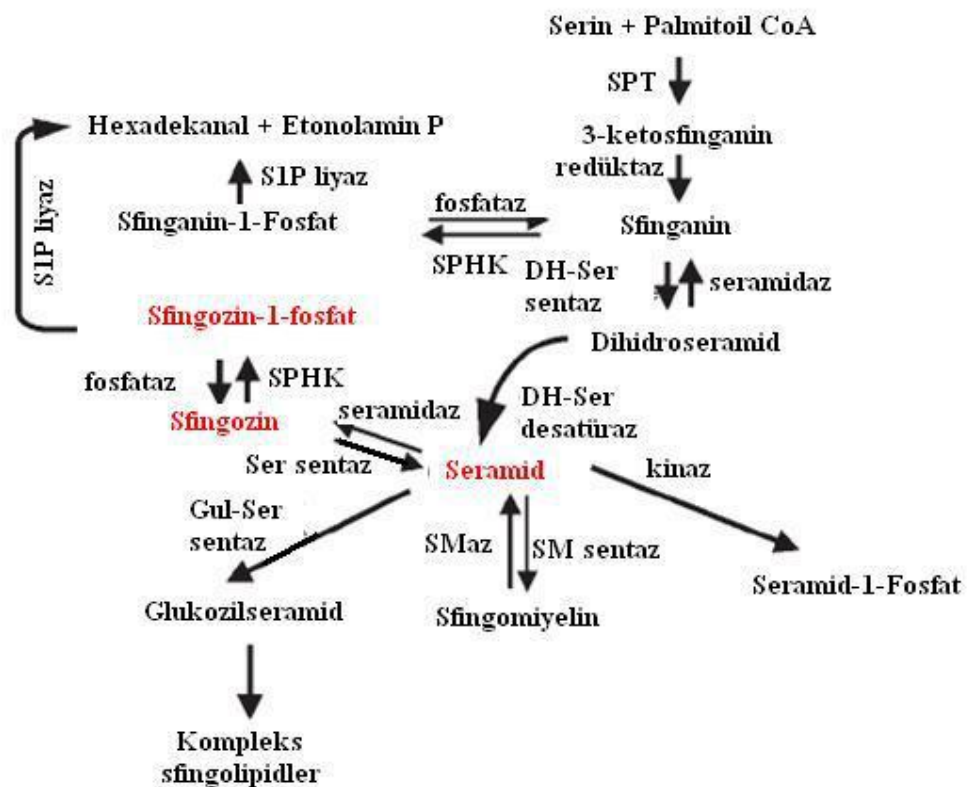 Serin + Palmitoil CoA
SPT
Hexadekanal + Etonolamin P
3-ketosfinganin
redüktaz
S1P liyaz
S1P liyaz
fosfataz
Sfinganin-1-Fosfat
Sfinganin
SPHK
DH-Ser
sentaz
seramidaz
Sfingozin-1-fosfat
Dihidroseramid
fosfataz
SPHK
seramidaz
DH-Ser
desatüraz
Sfingozin
Ser sentaz
Seramid
kinaz
Gul-Ser
sentaz
SMaz
SM sentaz
Seramid-1-Fosfat
Glukozilseramid
Sfingomiyelin
Kompleks
sfingolipidler